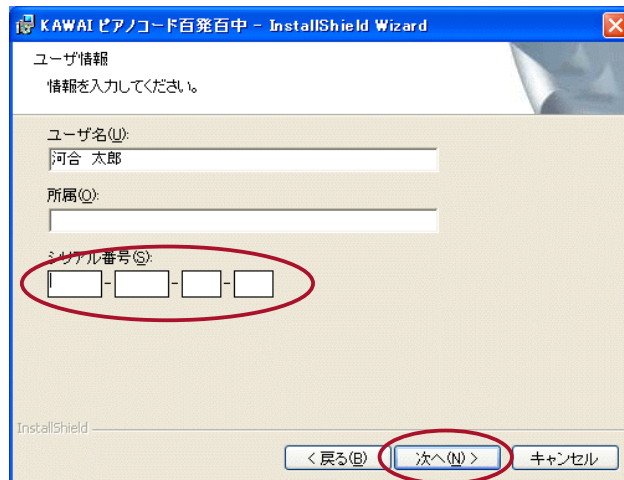 KAWAI ピアノコード百発百中 - InstallShield Wizard
ユーザ情報
情報を入力してください。
ユーザ名(U):
河合 太郎
所属(O):
シリアル番号(S):
- - -
InstallShield
< 戻る(B) 次へ(N) > キャンセル